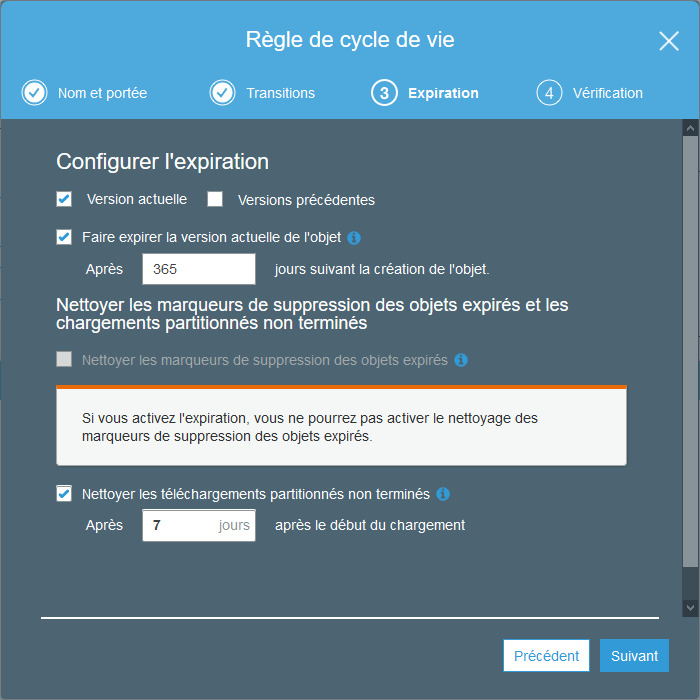 Règle de cycle de vie
Nom et portée
Transitions
3 Expiration
4 Vérification
Configurer l'expiration
Version actuelle
Versions précédentes
Faire expirer la version actuelle de l'objet
Après 365 jours suivant la création de l'objet.
Nettoyer les marqueurs de suppression des objets expirés et les
chargements partitionnés non terminés
Nettoyer les marqueurs de suppression des objets expirés
Si vous activez l'expiration, vous ne pourrez pas activer le nettoyage des
marqueurs de suppression des objets expirés.
Nettoyer les téléchargements partitionnés non terminés
Après 7 jours après le début du chargement
Précédent
Suivant